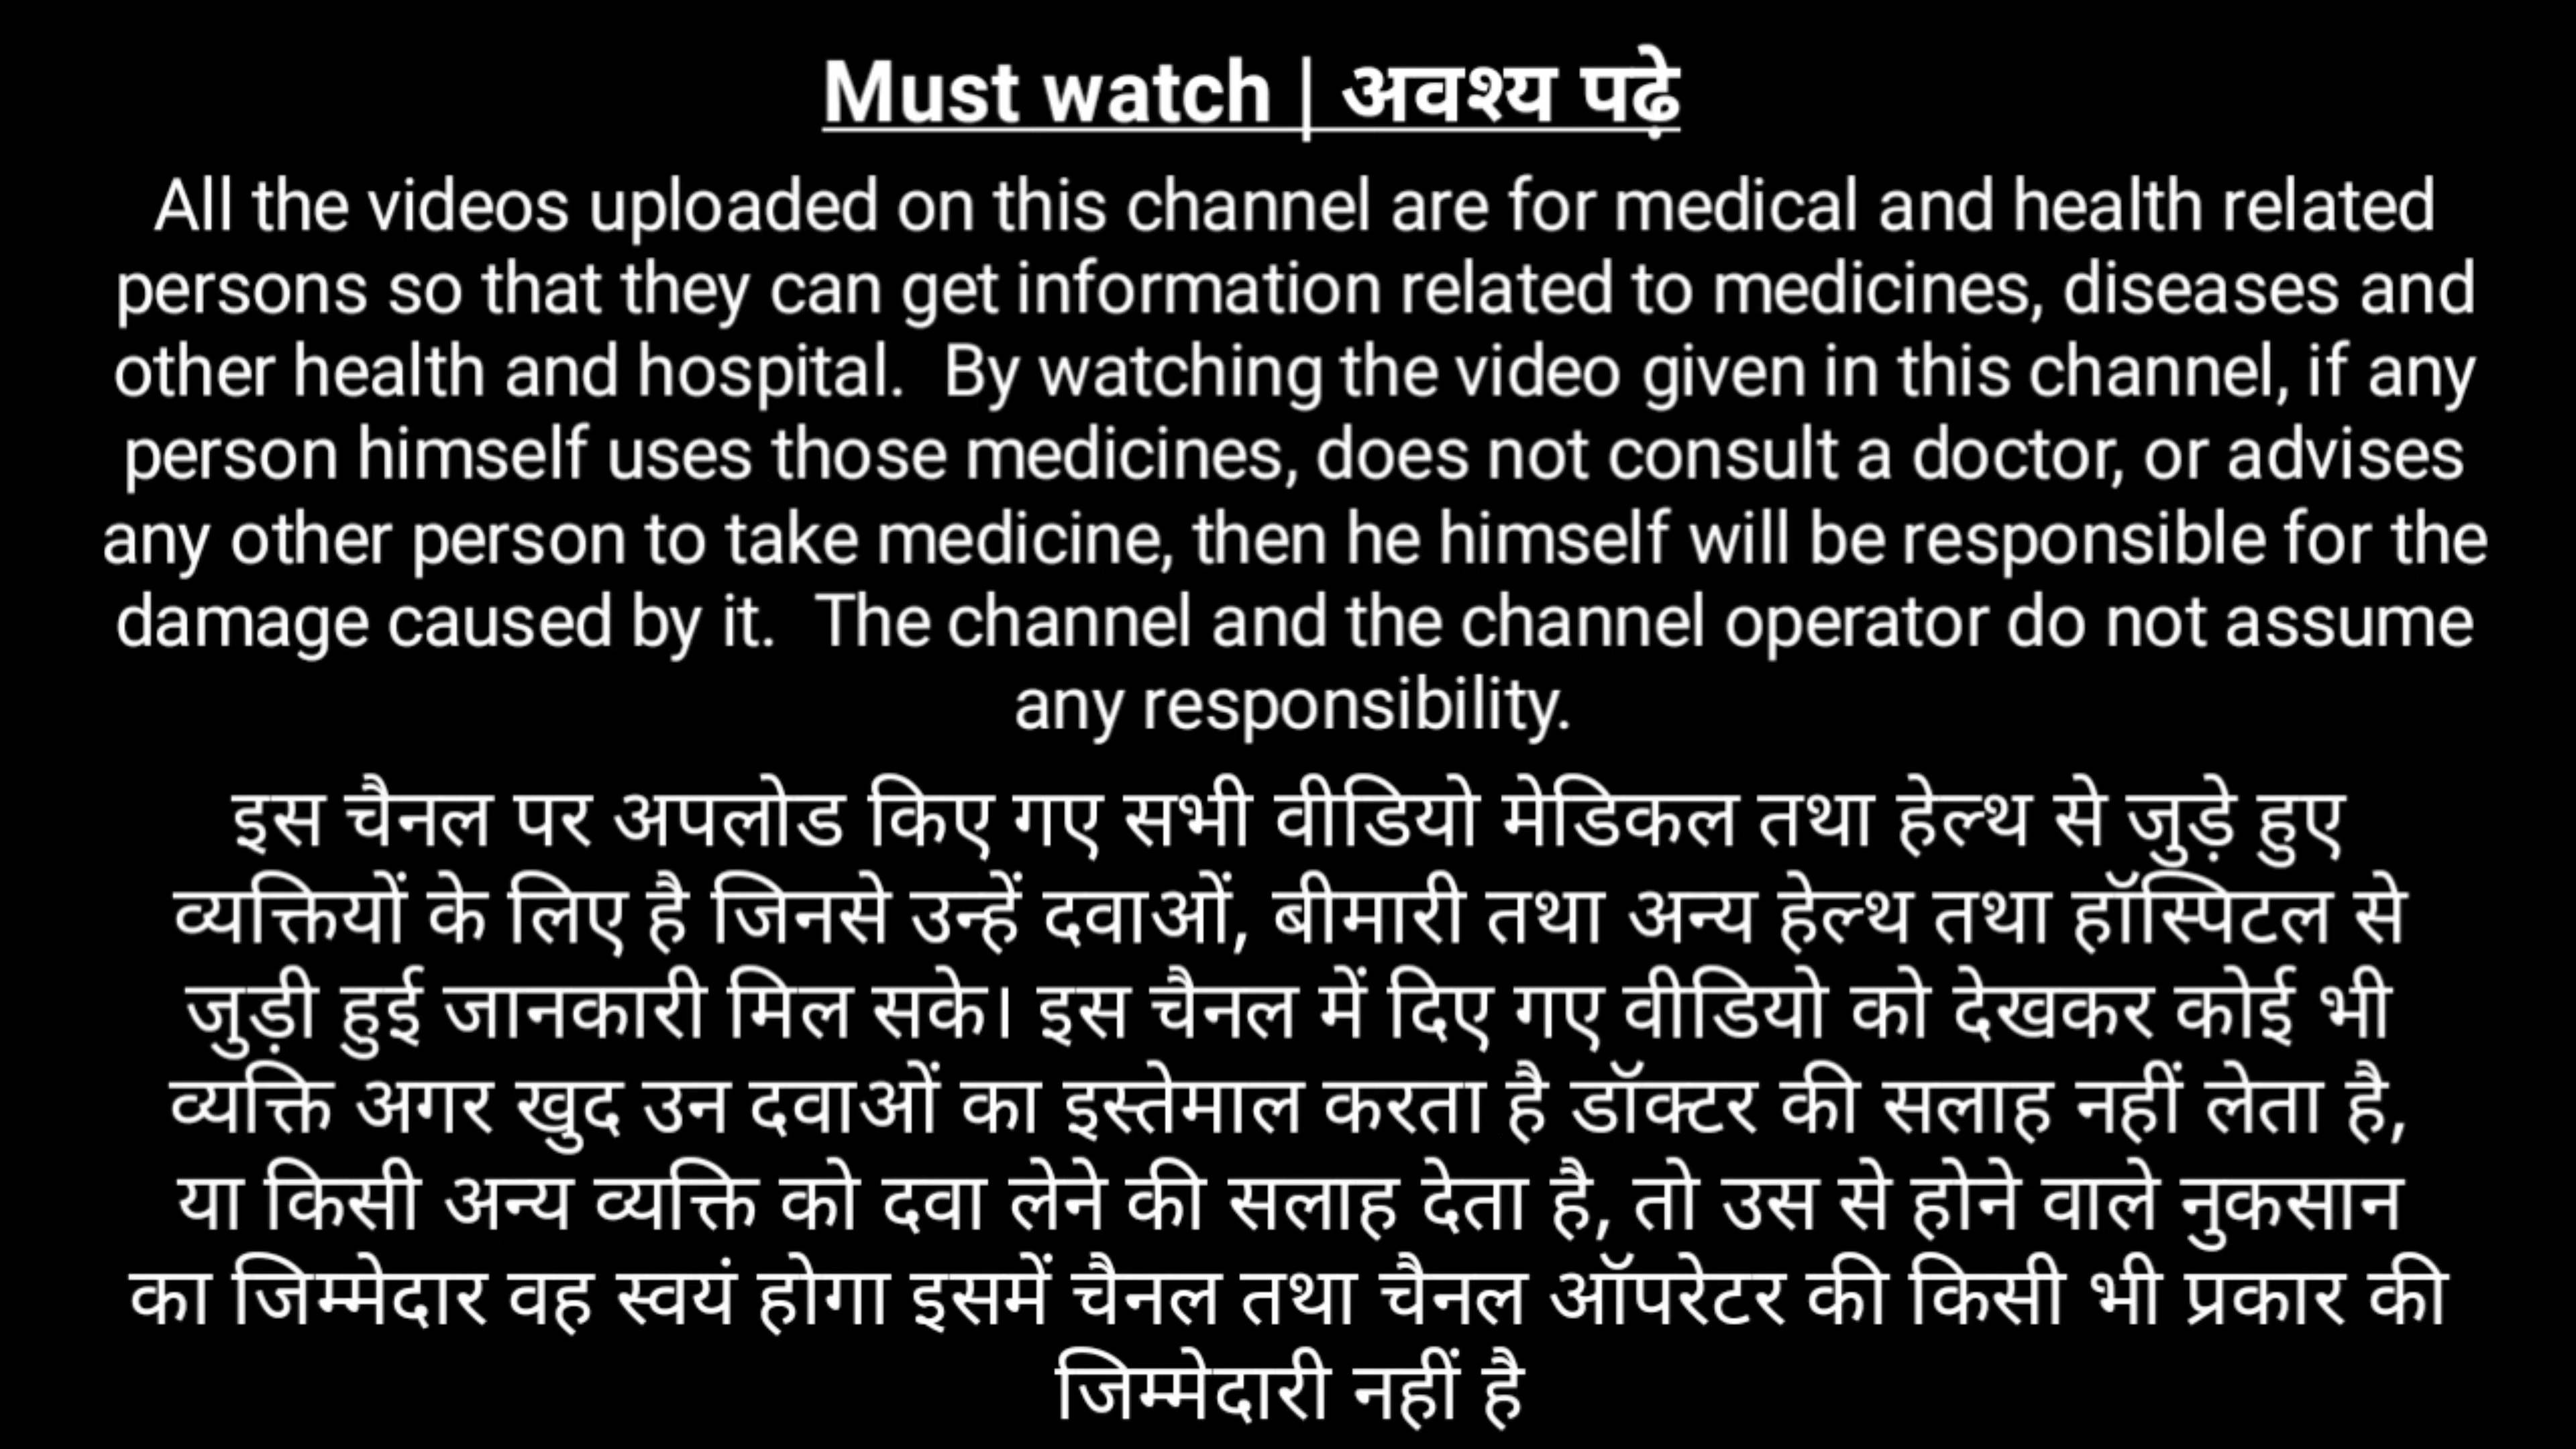 Must watch | अवश्य पढ़े
All the videos uploaded on this channel are for medical and health related
persons so that they can get information related to medicines, diseases and
other health and hospital.  By watching the video given in this channel, if any
person himself uses those medicines, does not consult a doctor, or advises
any other person to take medicine, then he himself will be responsible for the
damage caused by it.  The channel and the channel operator do not assume
any responsibility.
इस चैनल पर अपलोड किए गए सभी वीडियो मेडिकल तथा हेल्थ से जुड़े हुए
व्यक्तियों के लिए है जिनसे उन्हें दवाओं, बीमारी तथा अन्य हेल्थ तथा हॉस्पिटल से
जुड़ी हुई जानकारी मिल सके। इस चैनल में दिए गए वीडियो को देखकर कोई भी
व्यक्ति अगर खुद उन दवाओं का इस्तेमाल करता है डॉक्टर की सलाह नहीं लेता है,
या किसी अन्य व्यक्ति को दवा लेने की सलाह देता है, तो उस से होने वाले नुकसान
का जिम्मेदार वह स्वयं होगा इसमें चैनल तथा चैनल ऑपरेटर की किसी भी प्रकार की
जिम्मेदारी नहीं है